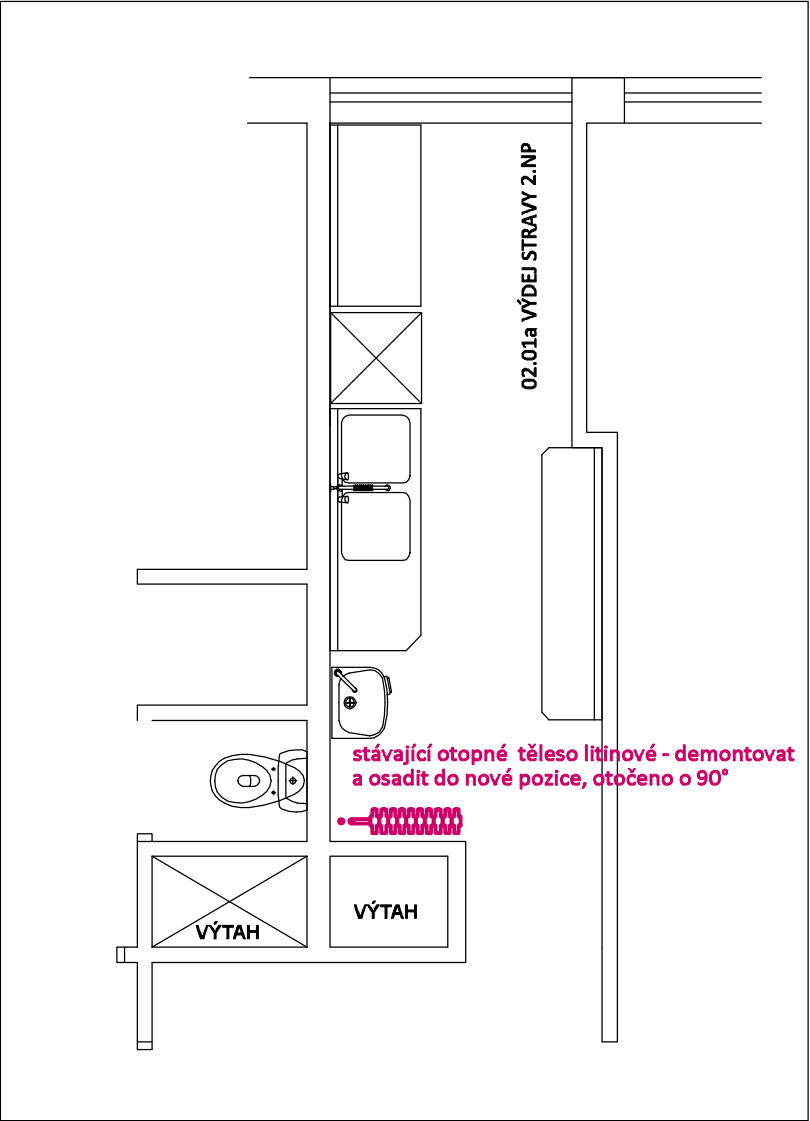 02.01a VÝDEJ STRAVY 2.NP
stávající otopné těleso litinové - demontovat
a osadit do nové pozice, otočeno o 90°
VÝTAH
VÝTAH